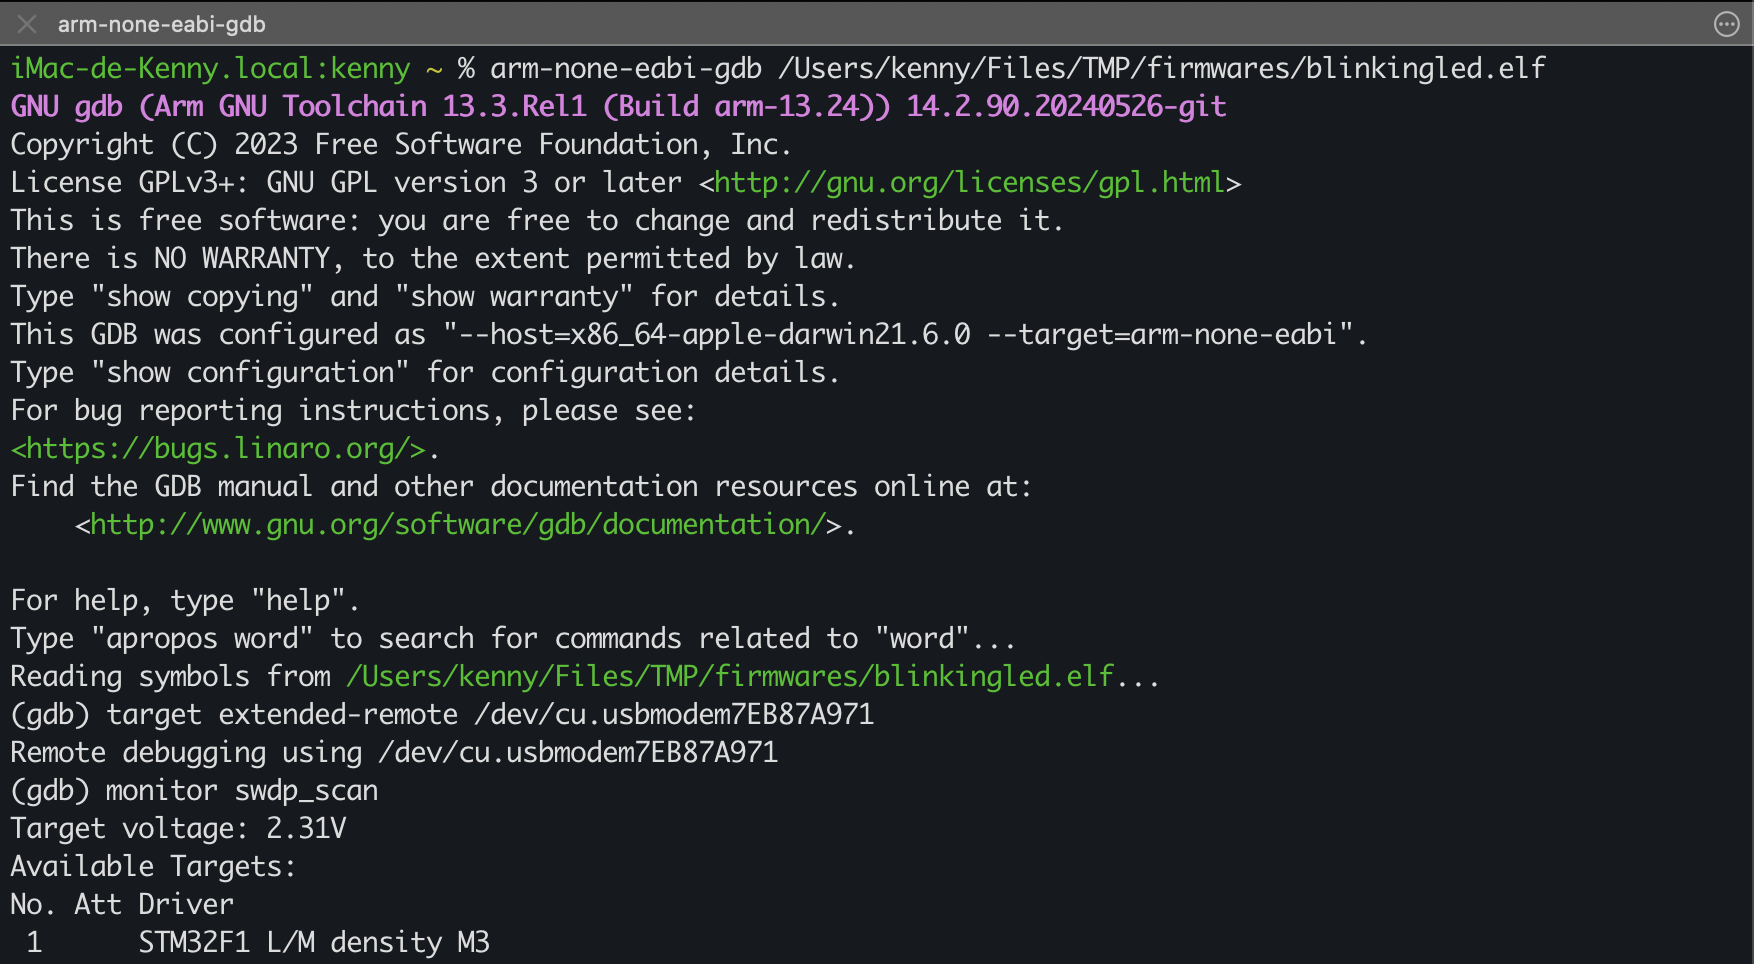 arm-none-eabi-gdb
iMac-de-Kenny.local:kenny ~ % arm-none-eabi-gdb /Users/kenny/Files/TMP/firmwares/blinkingled.elf
GNU gdb (Arm GNU Toolchain 13.3.Rel1 (Build arm-13.24)) 14.2.90.20240526-git
Copyright (C) 2023 Free Software Foundation, Inc.
License GPLv3+: GNU GPL version 3 or later <http://gnu.org/licenses/gpl.html>
This is free software: you are free to change and redistribute it.
There is NO WARRANTY, to the extent permitted by law.
Type "show copying" and "show warranty" for details.
This GDB was configured as "--host=x86_64-apple-darwin21.6.0 --target=arm-none-eabi".
Type "show configuration" for configuration details.
For bug reporting instructions, please see:
<https://bugs.linaro.org/>.
Find the GDB manual and other documentation resources online at:
    <http://www.gnu.org/software/gdb/documentation/>.

For help, type "help".
Type "apropos word" to search for commands related to "word"...
Reading symbols from /Users/kenny/Files/TMP/firmwares/blinkingled.elf...
(gdb) target extended-remote /dev/cu.usbmodem7EB87A971
Remote debugging using /dev/cu.usbmodem7EB87A971
(gdb) monitor swdp_scan
Target voltage: 2.31V
Available Targets:
No. Att Driver
 1      STM32F1 L/M density M3